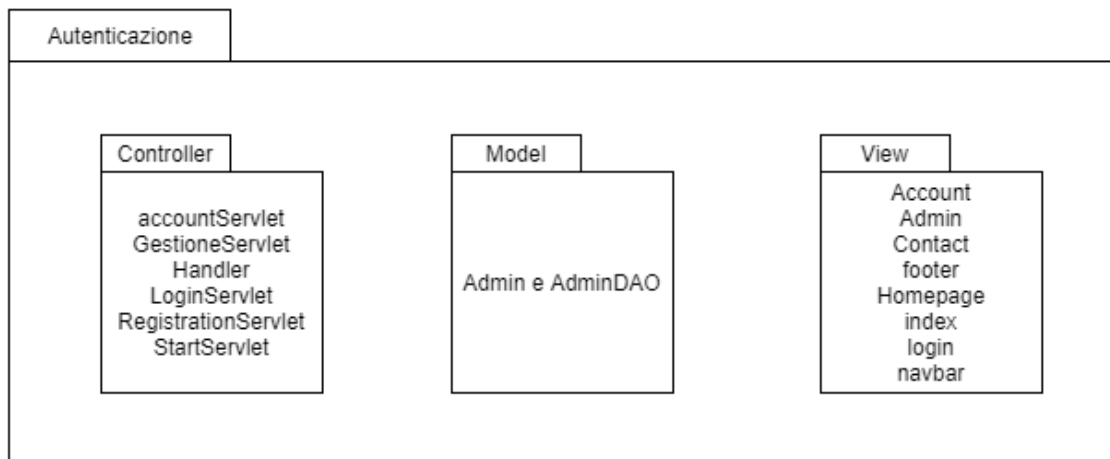 Autenticazione
Controller
accountServlet
GestioneServlet
Handler
LoginServlet
RegistrationServlet
StartServlet
Model
Admin e AdminDAO
View
Account
Admin
Contact
footer
Homepage
index
login
navbar